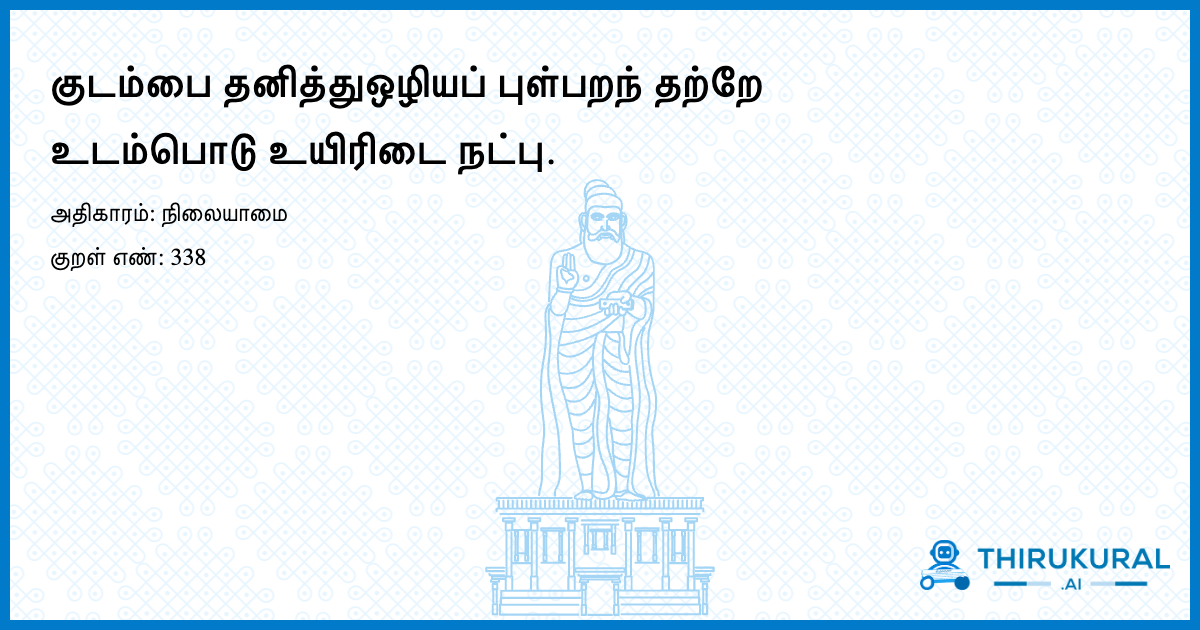 குடம்பை தனித்துஒழியப் புள்பறந் தற்றே
உடம்பொடு உயிரிடை நட்பு.
அதிகாரம்: நிலையாமை
குறள் எண்: 338
THIRUKURAL
.AI